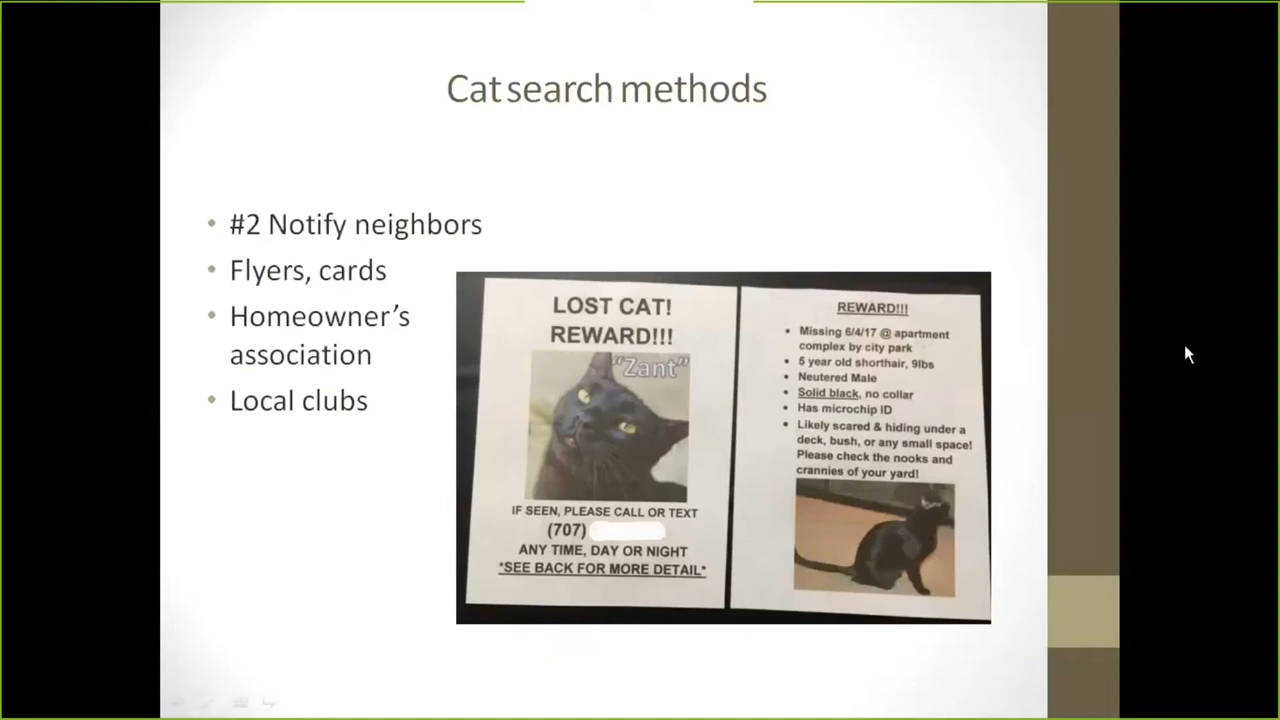 Cat search methods
• #2 Notify neighbors
• Flyers, cards
• Homeowner's
association
• Local clubs
LOST CAT!
REWARD!!!
"Zant"
IF SEEN, PLEASE CALL OR TEXT
(707)
ANY TIME, DAY OR NIGHT
*SEE BACK FOR MORE DETAIL*
REWARD!!!
• Missing 6/4/17 @ apartment
complex by city park
• 5 year old shorthair, 9lbs
• Neutered Male
• Solid black, no collar
• Has microchip ID
• Likely scared & hiding under a
deck, bush, or any small space!
Please check the nooks and
crannies of your yard!